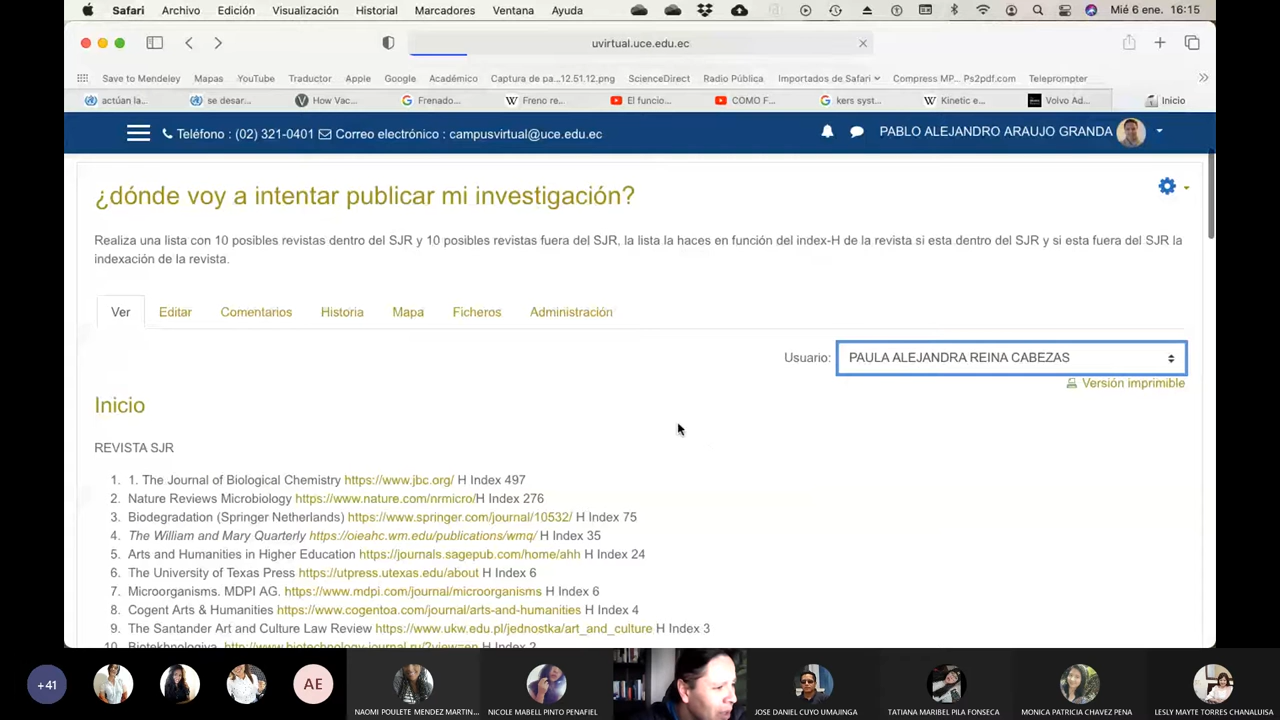 Safari Archivo Edición Visualización Historial Marcadores Ventana Ayuda Mié 6 ene. 16:15
uvirtual.uce.edu.ec
Save to Mendeley Mapas YouTube Traductor Apple Google Académico Captura de pa...12.51.12.png ScienceDirect Radio Pública Importados de Safari Compress MP... Ps2pdf.com Teleprompter
actúan la... se desar... How Vac... Frenado... Freno re... El funcio... COMO F... kers syst... Kinetic e... Volvo Ad... Inicio
Teléfono : (02) 321-0401 Correo electrónico : campusvirtual@uce.edu.ec PABLO ALEJANDRO ARAUJO GRANDA
¿dónde voy a intentar publicar mi investigación?
Realiza una lista con 10 posibles revistas dentro del SJR y 10 posibles revistas fuera del SJR, la lista la haces en función del index-H de la revista si esta dentro del SJR y si esta fuera del SJR la
indexación de la revista.
Ver Editar Comentarios Historia Mapa Ficheros Administración
Usuario: PAULA ALEJANDRA REINA CABEZAS
Versión imprimible
Inicio
REVISTA SJR
1. 1. The Journal of Biological Chemistry https://www.jbc.org/ H Index 497
2. Nature Reviews Microbiology https://www.nature.com/nrmicro/H Index 276
3. Biodegradation (Springer Netherlands) https://www.springer.com/journal/10532/ H Index 75
4. The William and Mary Quarterly https://oieahc.wm.edu/publications/wmq/ H Index 35
5. Arts and Humanities in Higher Education https://journals.sagepub.com/home/ahh H Index 24
6. The University of Texas Press https://utpress.utexas.edu/about H Index 6
7. Microorganisms. MDPI AG. https://www.mdpi.com/journal/microorganisms H Index 6
8. Cogent Arts & Humanities https://www.cogentoa.com/journal/arts-and-humanities H Index 4
9. The Santander Art and Culture Law Review https://www.ukw.edu.pl/jednostka/art_and_culture H Index 3
10. Biotekhnologiya http://www.biotechnology-journal.ru/?view=en H Index 2
+41 AE NAOMI POULETE MENDEZ MARTIN... NICOLE MABELL PINTO PENAFIEL JOSE DANIEL CUYO UMAJINGA TATIANA MARIBEL PILA FONSECA MONICA PATRICIA CHAVEZ PENA LESLY MAYTE TORRES CHANALUISA